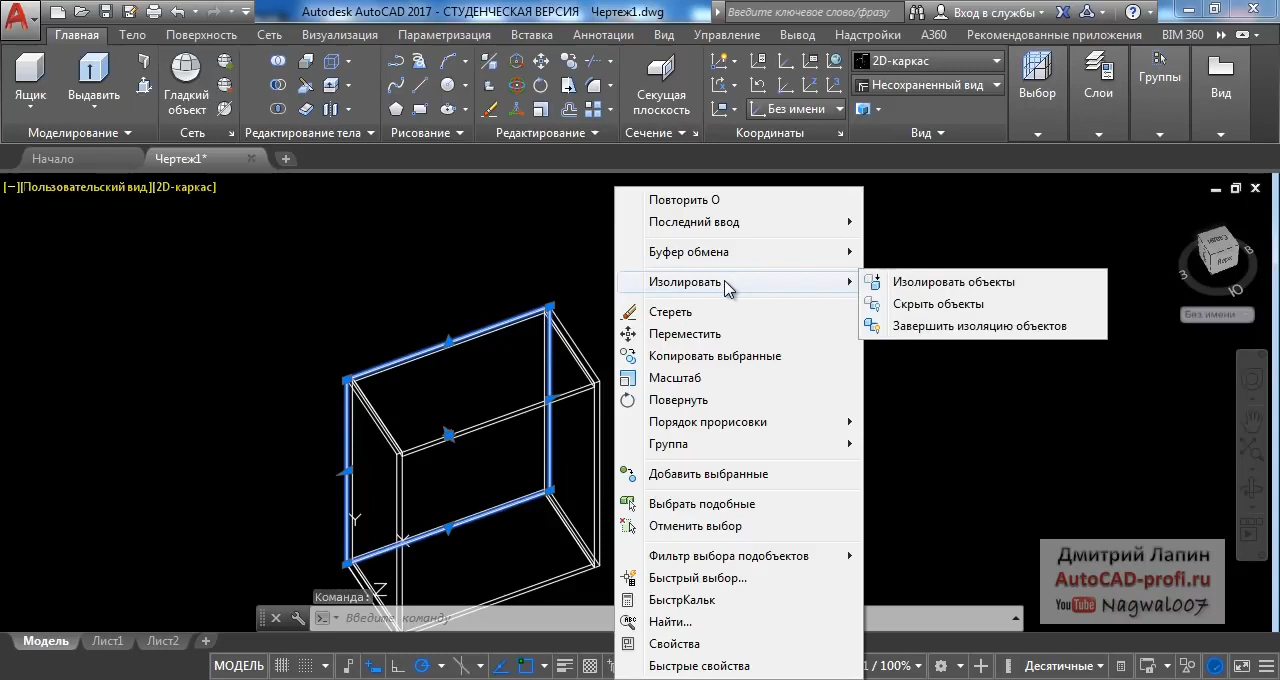 Autodesk AutoCAD 2017 - СТУДЕНЧЕСКАЯ ВЕРСИЯ Чертеж1.dwg
Введите ключевое слово/фразу
Вход в службы
Главная Тело Поверхность Сеть Визуализация Параметризация Вставка Аннотации Вид Управление Вывод Надстройки A360 Рекомендованные приложения BIM 360
Ящик
Выдавить
Гладкий объект
Секущая плоскость
Без имени
2D-каркас
Несохраненный вид
Выбор
Слои
Группы
Вид
Моделирование Сеть Редактирование тела Рисование Редактирование Сечение Координаты Вид
Начало Чертеж1*
[−][Пользовательский вид][2D-каркас]
Повторить О
Последний ввод
Буфер обмена
Изолировать
Стереть
Переместить
Копировать выбранные
Масштаб
Повернуть
Порядок прорисовки
Группа
Добавить выбранные
Выбрать подобные
Отменить выбор
Фильтр выбора подобъектов
Быстрый выбор...
БыстрКальк
Найти...
Свойства
Быстрые свойства
Изолировать объекты
Скрыть объекты
Завершить изоляцию объектов
З
В
Ю
Без имени
Y
X
Z
Дмитрий Лапин
AutoCAD-profi.ru
YouTube Nagwal007
Команда:
Введите команду
Модель Лист1 Лист2
МОДЕЛЬ
1 / 100%
Десятичные